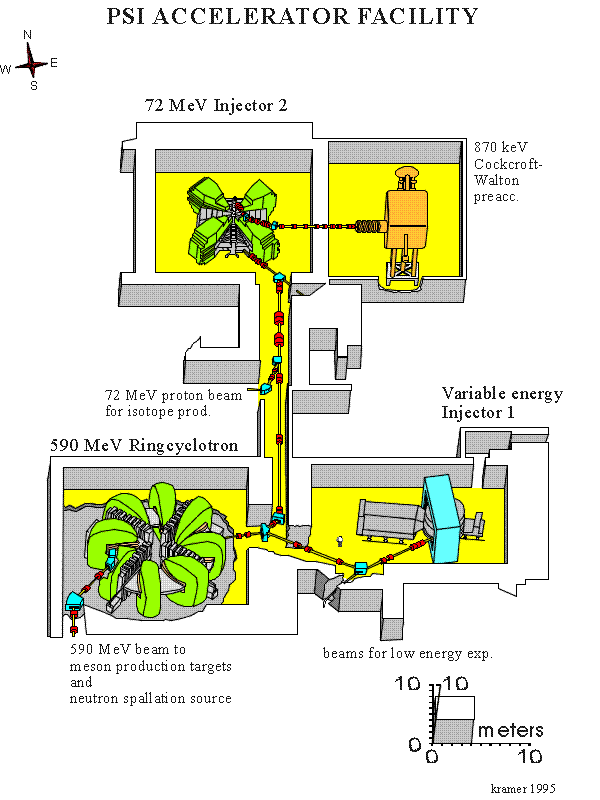 PSI ACCELERATOR FACILITY
N
W E
S
72 MeV Injector 2
870 keV
Cockcroft-
Walton
preacc.
72 MeV proton beam
for isotope prod.
Variable energy
Injector 1
590 MeV Ringcyclotron
590 MeV beam to
meson production targets
and
neutron spallation source
beams for low energy exp.
10 10
meters
0
0 10
kramer 1995